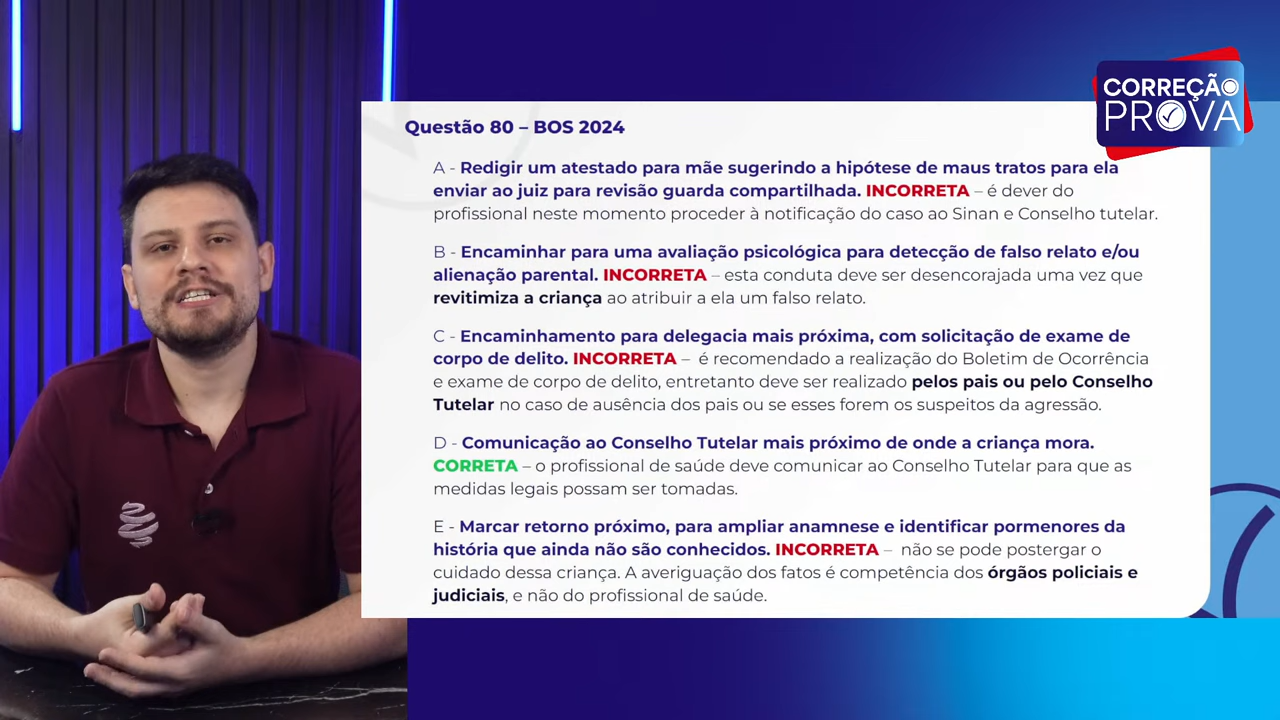 CORREÇÃO
PROVA
Questão 80 – BOS 2024
A - Redigir um atestado para mãe sugerindo a hipótese de maus tratos para ela
enviar ao juiz para revisão guarda compartilhada. INCORRETA – é dever do
profissional neste momento proceder à notificação do caso ao Sinan e Conselho tutelar.
B - Encaminhar para uma avaliação psicológica para detecção de falso relato e/ou
alienação parental. INCORRETA – esta conduta deve ser desencorajada uma vez que
revitimiza a criança ao atribuir a ela um falso relato.
C - Encaminhamento para delegacia mais próxima, com solicitação de exame de
corpo de delito. INCORRETA – é recomendado a realização do Boletim de Ocorrência
e exame de corpo de delito, entretanto deve ser realizado pelos pais ou pelo Conselho
Tutelar no caso de ausência dos pais ou se esses forem os suspeitos da agressão.
D - Comunicação ao Conselho Tutelar mais próximo de onde a criança mora.
CORRETA – o profissional de saúde deve comunicar ao Conselho Tutelar para que as
medidas legais possam ser tomadas.
E - Marcar retorno próximo, para ampliar anamnese e identificar pormenores da
história que ainda não são conhecidos. INCORRETA – não se pode postergar o
cuidado dessa criança. A averiguação dos fatos é competência dos órgãos policiais e
judiciais, e não do profissional de saúde.